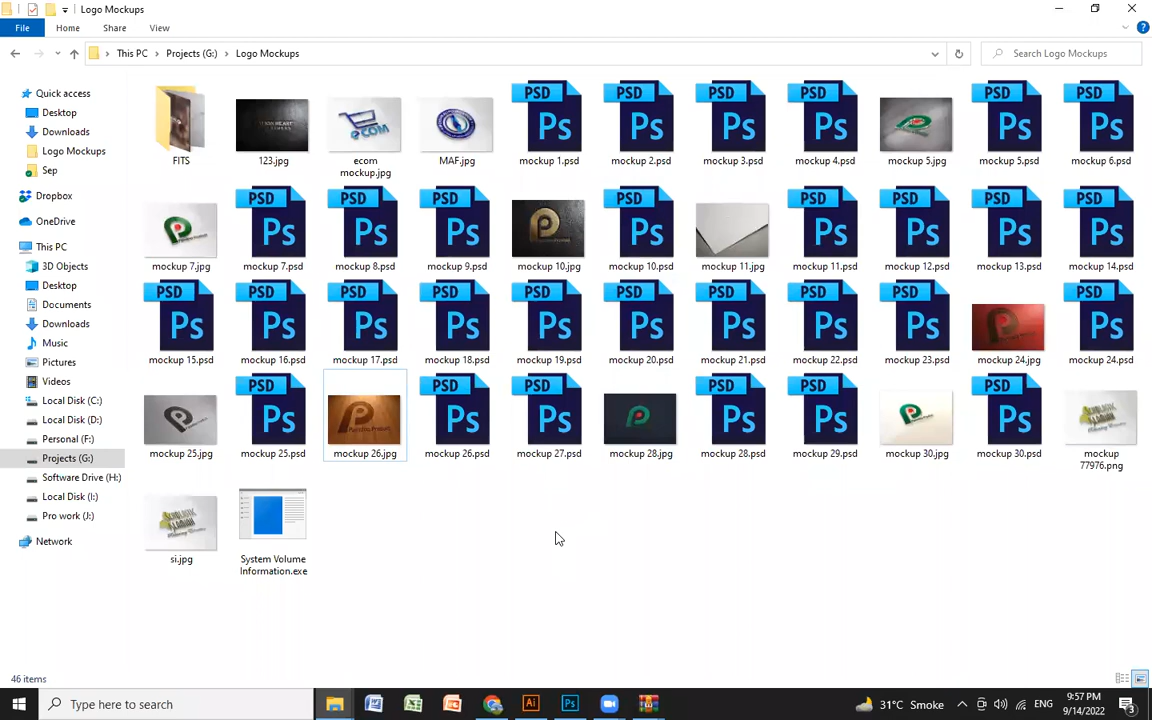 Logo Mockups
File
Home
Share
View
This PC
Projects (G:)
Logo Mockups
Search Logo Mockups
Quick access
Desktop
Downloads
Logo Mockups
Sep
Dropbox
OneDrive
This PC
3D Objects
Desktop
Documents
Downloads
Music
Pictures
Videos
Local Disk (C:)
Local Disk (D:)
Personal (F:)
Projects (G:)
Software Drive (H:)
Local Disk (I:)
Pro work (J:)
Network
FITS
123.jpg
ecom
mockup.jpg
MAF.jpg
mockup 1.psd
mockup 2.psd
mockup 3.psd
mockup 4.psd
mockup 5.jpg
mockup 5.psd
mockup 6.psd
mockup 7.jpg
mockup 7.psd
mockup 8.psd
mockup 9.psd
mockup 10.jpg
mockup 10.psd
mockup 11.jpg
mockup 11.psd
mockup 12.psd
mockup 13.psd
mockup 14.psd
mockup 15.psd
mockup 16.psd
mockup 17.psd
mockup 18.psd
mockup 19.psd
mockup 20.psd
mockup 21.psd
mockup 22.psd
mockup 23.psd
mockup 24.jpg
mockup 24.psd
mockup 25.jpg
mockup 25.psd
mockup 26.jpg
mockup 26.psd
mockup 27.psd
mockup 28.jpg
mockup 28.psd
mockup 29.psd
mockup 30.jpg
mockup 30.psd
mockup
77976.png
si.jpg
System Volume
Information.exe
46 items
Type here to search
31°C Smoke
ENG
9:57 PM
9/14/2022
3